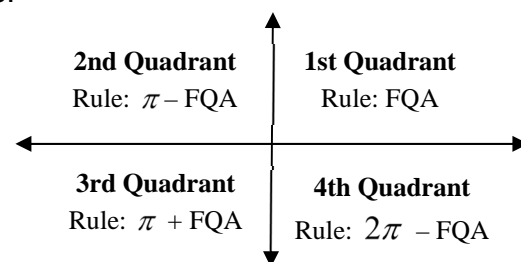 2nd Quadrant
Rule: π – FQA
1st Quadrant
Rule: FQA
3rd Quadrant
Rule: π + FQA
4th Quadrant
Rule: 2π – FQA